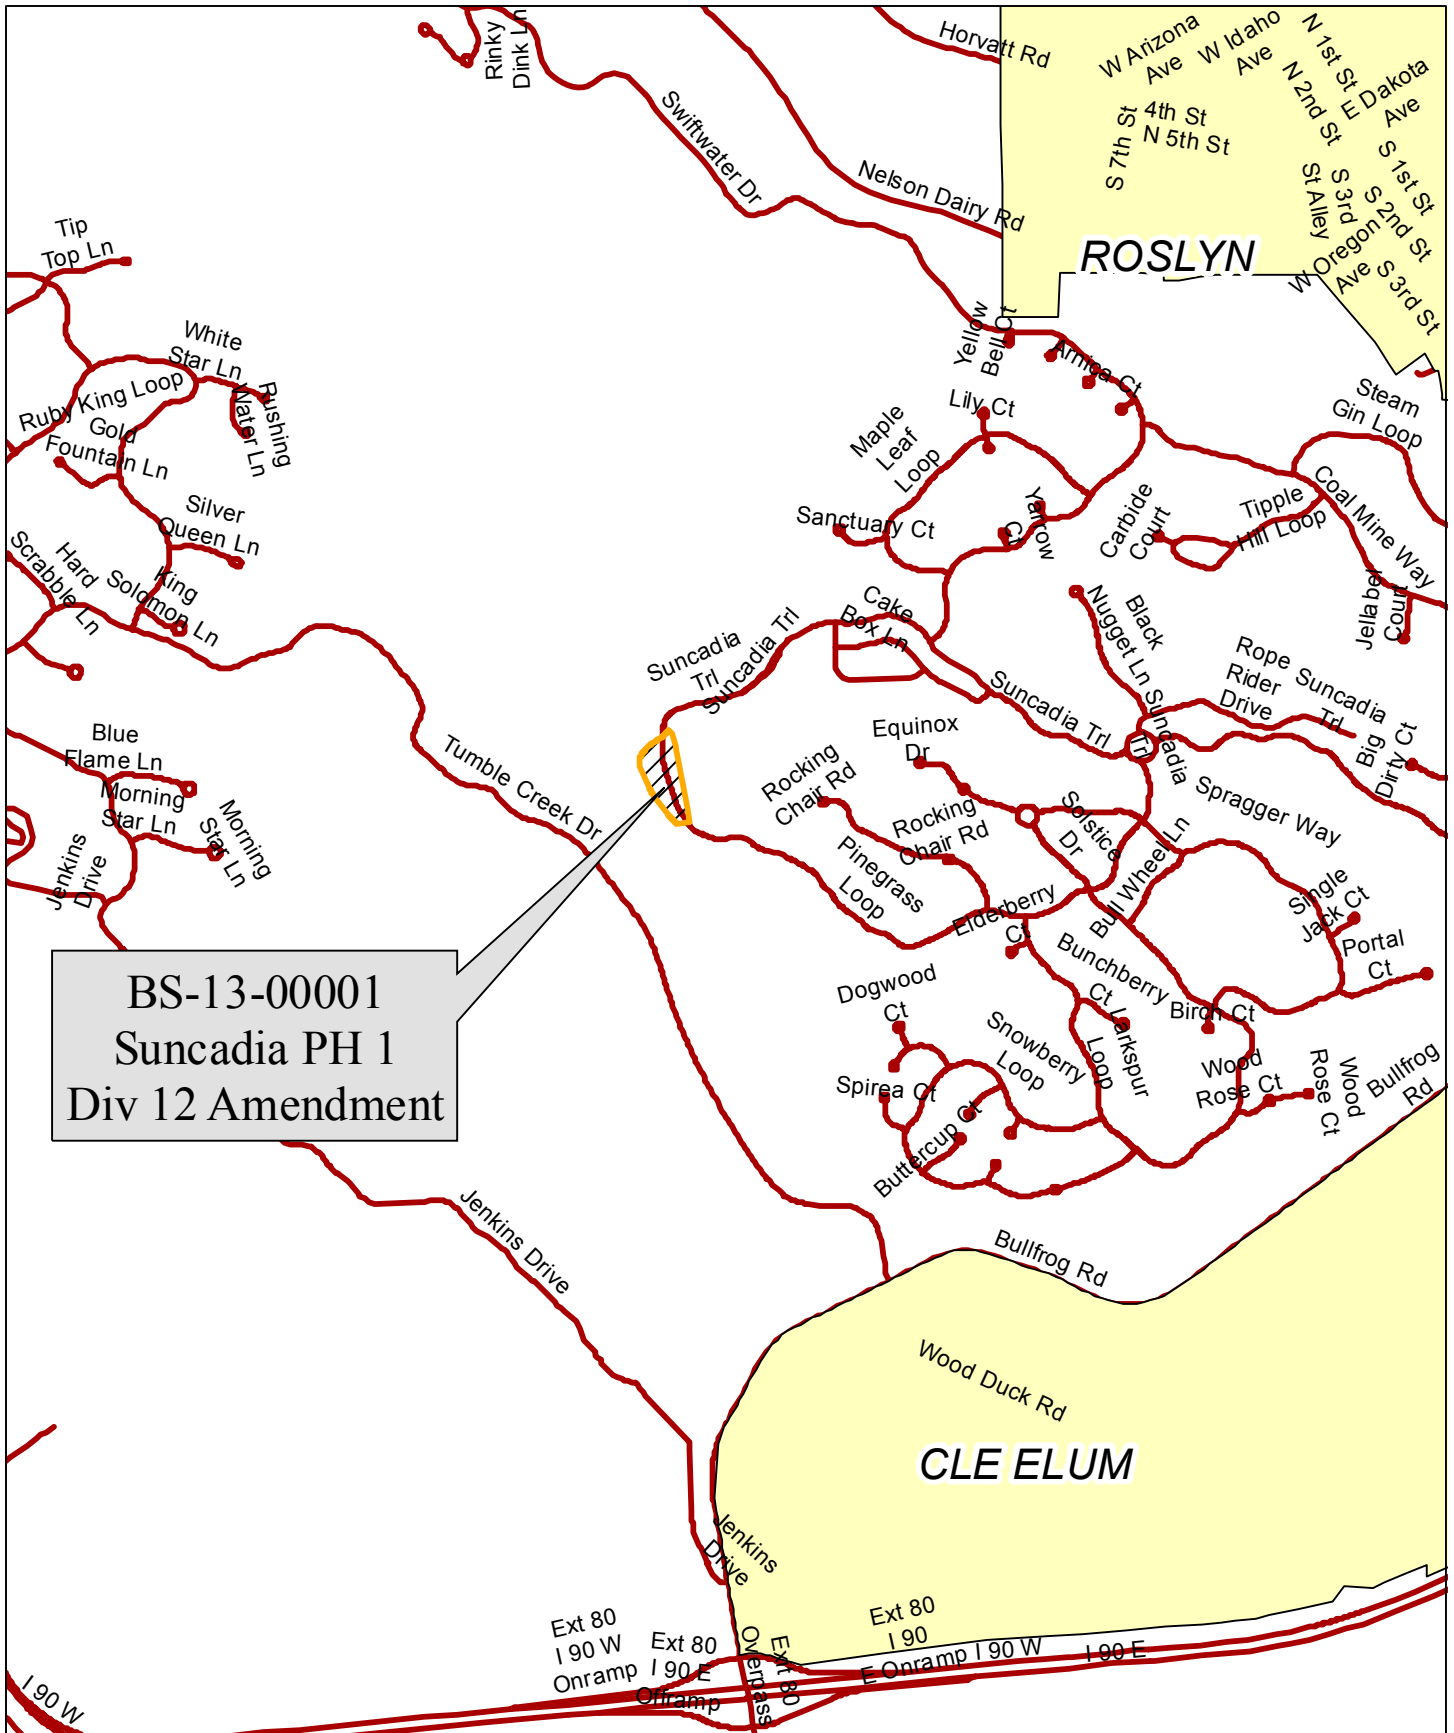 Rinky
Dink Ln
Horvatt Rd
W Arizona
Ave
W Idaho
Ave
N 1st St
N 2nd St
E Dakota
Ave
4th St
N 5th St
S 7th St
S 1st St
S 2nd St
S 3rd
St Alley
W Oregon
Ave
S 3rd St
Swiftwater Dr
Nelson Dairy Rd
ROSLYN
Tip
Top Ln
White
Star Ln
Ruby King Loop
Rushing
Water Ln
Gold
Fountain Ln
Silver
Queen Ln
Hard
Scrabble Ln
King
Solomon Ln
Yellow
Bell Ct
Arnica Ct
Lily Ct
Maple
Leaf
Loop
Steam
Gin Loop
Sanctuary Ct
Yarrow
Ct
Carbide
Court
Tipple
Hill Loop
Coal Mine Way
Jellabel
Court
Cake
Box Ln
Suncadia
Trl
Suncadia Trl
Black
Nugget Ln
Suncadia Trl
Suncadia
Trl
Rope
Rider
Drive
Suncadia
Trl
Big
Dirty Ct
Blue
Flame Ln
Morning
Star Ln
Morning
Star Ln
Jenkins
Drive
Tumble Creek Dr
Equinox
Dr
Rocking
Chair Rd
Rocking
Chair Rd
Solstice
Dr
Spragger Way
Bull Wheel Ln
Pinegrass
Loop
Elderberry
Ct
Single
Jack Ct
Portal
Ct
Bunchberry
Ct
Dogwood
Ct
Birch Ct
Larkspur
Loop
Snowberry
Loop
Spirea Ct
Buttercup Ct
Wood
Rose Ct
Wood
Rose Ct
Bullfrog
Rd
BS-13-00001
Suncadia PH 1
Div 12 Amendment
Jenkins Drive
Bullfrog Rd
Wood Duck Rd
CLE ELUM
Jenkins
Drive
Ext 80
I 90 W
Onramp
Ext 80
I 90 E
Offramp
Ext 80
Overpass
Ext 80
I 90
E Onramp
I 90 W
I 90 E
I 90 W